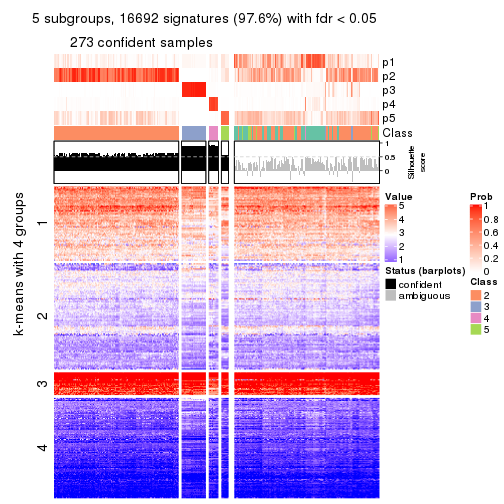 5 subgroups, 16692 signatures (97.6%) with fdr < 0.05
273 confident samples
p1
p2
p3
p4
p5
Class
1
0.5
0
Silhouette
score
k-means with 4 groups
1
2
3
4
Value
5
4
3
2
1
Status (barplots)
confident
ambiguous
Prob
1
0.8
0.6
0.4
0.2
0
Class
2
3
4
5